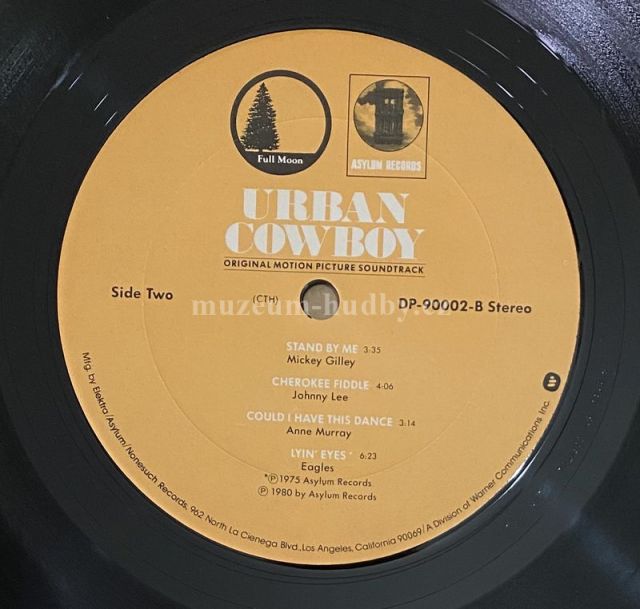 Full Moon
ASYLUM RECORDS
URBAN
COWBOY
ORIGINAL MOTION PICTURE SOUNDTRACK
Side Two
(CTH)
DP-90002-B Stereo
muzeum-hudby.cz
STAND BY ME 3:35
Mickey Gilley
CHEROKEE FIDDLE 4:06
Johnny Lee
COULD I HAVE THIS DANCE 3:14
Anne Murray
LYIN' EYES * 6:23
Eagles
*Ⓟ1975 Asylum Records
Ⓟ 1980 by Asylum Records
Mfg. by Elektra/Asylum/Nonesuch Records, 962 North La Cienega Blvd., Los Angeles, California 90069/A Division of Warner Communications Inc.